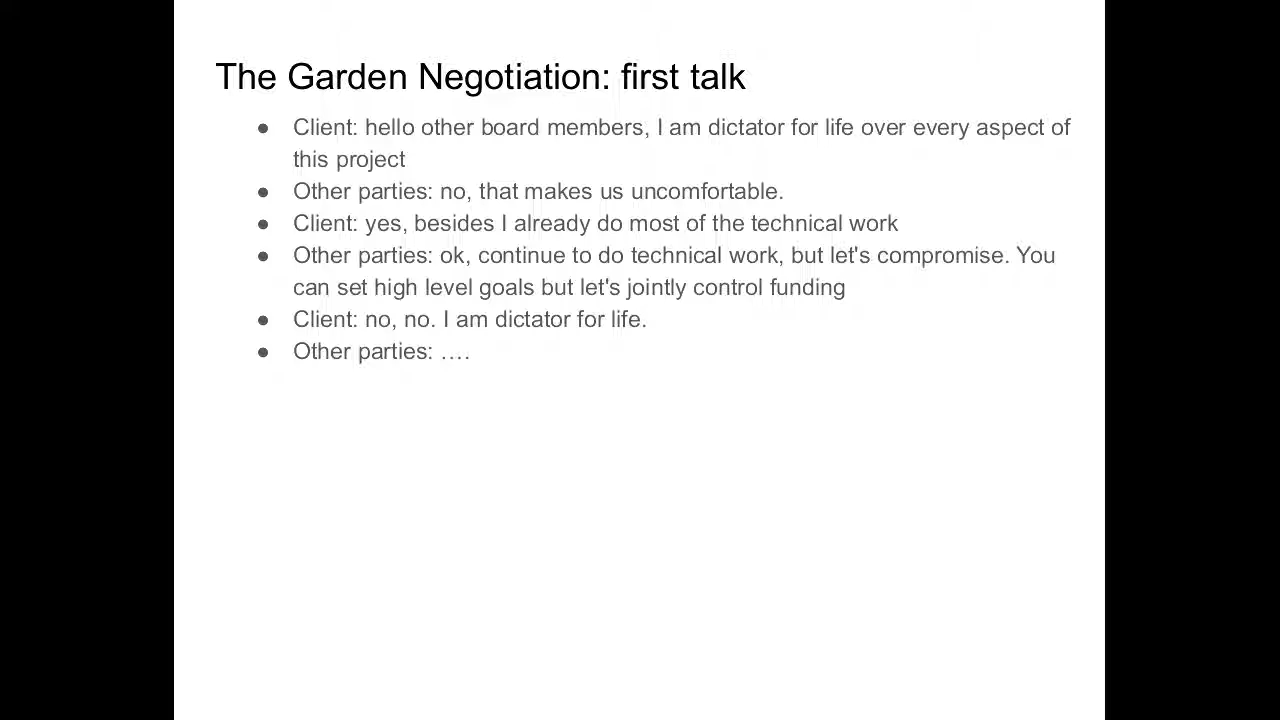 The Garden Negotiation: first talk
● Client: hello other board members, I am dictator for life over every aspect of
this project
● Other parties: no, that makes us uncomfortable.
● Client: yes, besides I already do most of the technical work
● Other parties: ok, continue to do technical work, but let's compromise. You
can set high level goals but let's jointly control funding
● Client: no, no. I am dictator for life.
● Other parties: ....